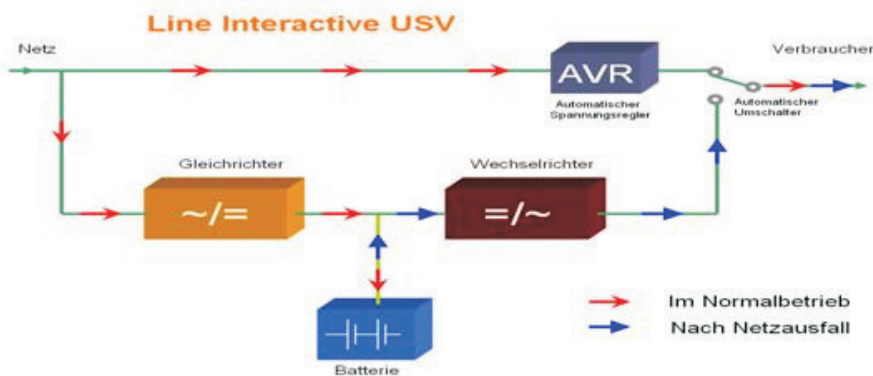 Line Interactive USV
Netz
Verbraucher
AVR
Automatischer
Spannungsregler
Automatischer
Umschalter
Gleichrichter
Wechselrichter
~/=
=/~
Im Normalbetrieb
Nach Netzausfall
Batterie